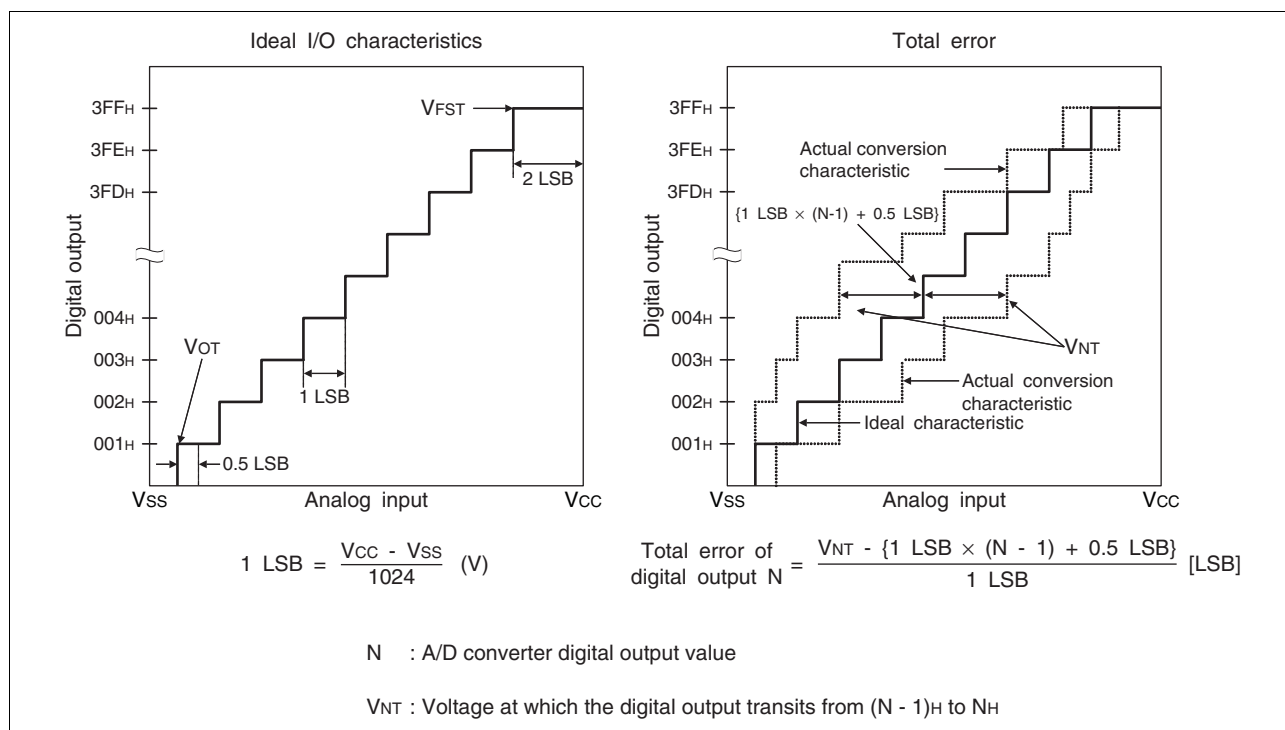 Ideal I/O characteristics
3FFH
3FEH
3FDH
004H
003H
002H
001H
Digital output
VFST
2 LSB
VOT
1 LSB
0.5 LSB
VSS
Analog input
VCC
1 LSB = VCC - VSS / 1024 (V)
Total error
3FFH
3FEH
3FDH
004H
003H
002H
001H
Digital output
Actual conversion
characteristic
{1 LSB × (N-1) + 0.5 LSB}
VNT
Actual conversion
characteristic
Ideal characteristic
VSS
Analog input
VCC
Total error of
digital output N = VNT - {1 LSB × (N - 1) + 0.5 LSB} / 1 LSB [LSB]
N : A/D converter digital output value
VNT : Voltage at which the digital output transits from (N - 1)H to NH